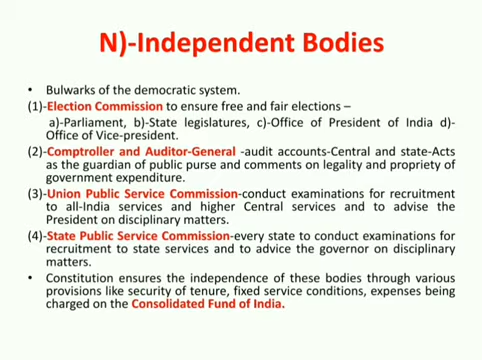 N)-Independent Bodies
• Bulwarks of the democratic system.
(1)-Election Commission to ensure free and fair elections –
a)-Parliament, b)-State legislatures, c)-Office of President of India d)-
Office of Vice-president.
(2)-Comptroller and Auditor-General -audit accounts-Central and state-Acts
as the guardian of public purse and comments on legality and propriety of
government expenditure.
(3)-Union Public Service Commission-conduct examinations for recruitment
to all-India services and higher Central services and to advise the
President on disciplinary matters.
(4)-State Public Service Commission-every state to conduct examinations for
recruitment to state services and to advice the governor on disciplinary
matters.
• Constitution ensures the independence of these bodies through various
provisions like security of tenure, fixed service conditions, expenses being
charged on the Consolidated Fund of India.